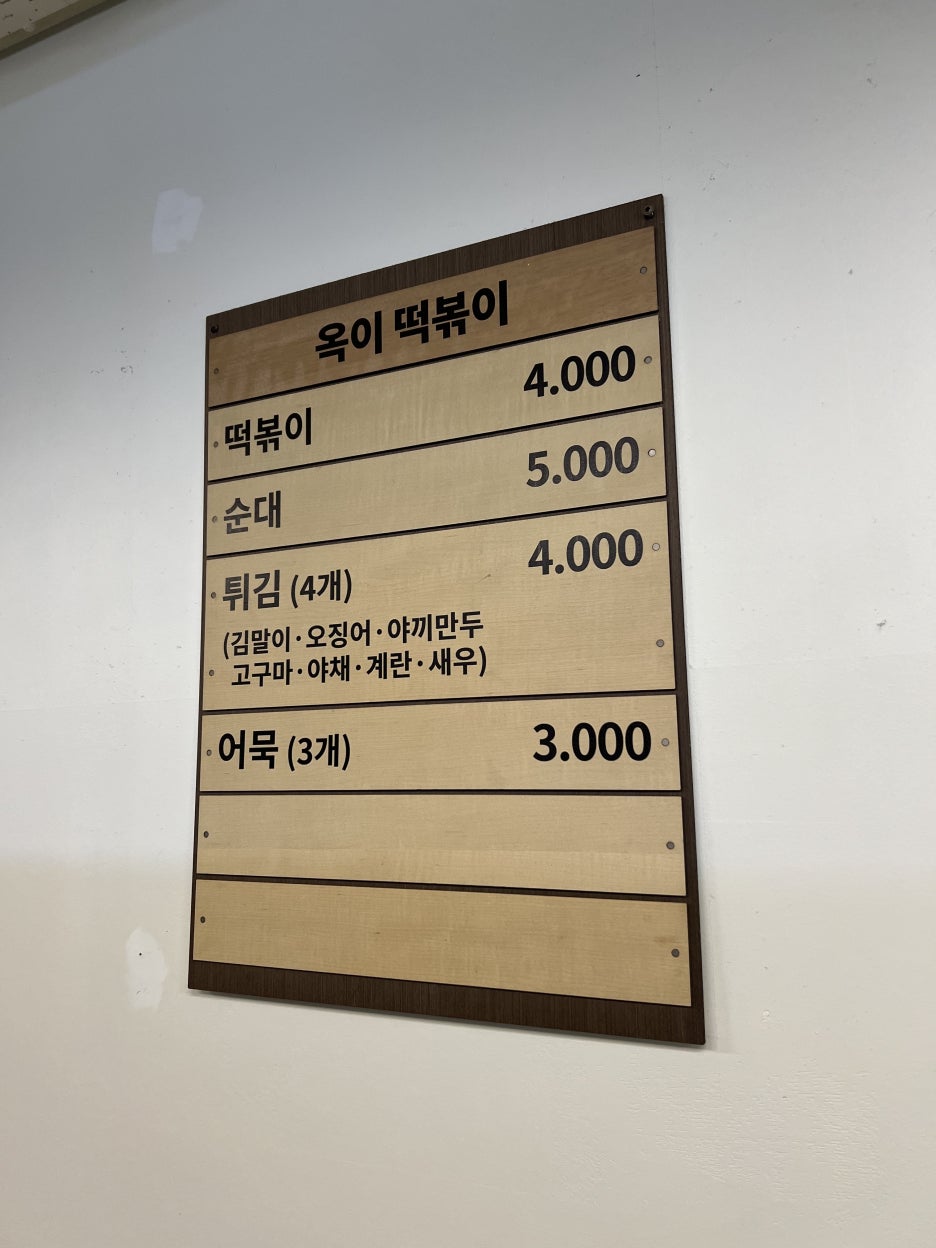 옥이 떡볶이
떡볶이 4.000
순대 5.000
튀김 (4개) 4.000
(김말이·오징어·야끼만두
고구마·야채·계란·새우)
어묵 (3개) 3.000